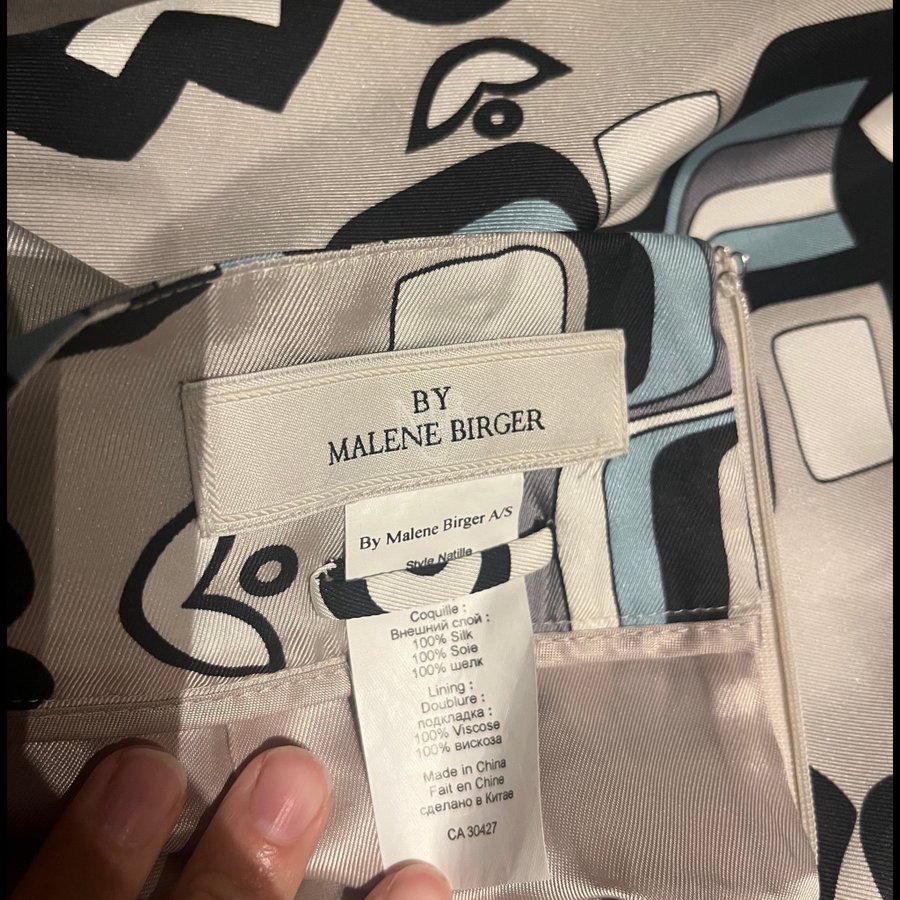 BY
MALENE BIRGER
By Malene Birger A/S
Style Natille
Coquille :
Внешний слой :
100% Silk
100% Soie
100% шелк
Lining :
Doublure :
подкладка :
100% Viscose
100% вискоза
Made in China
Fait en Chine
сделано в Китае
CA 30427